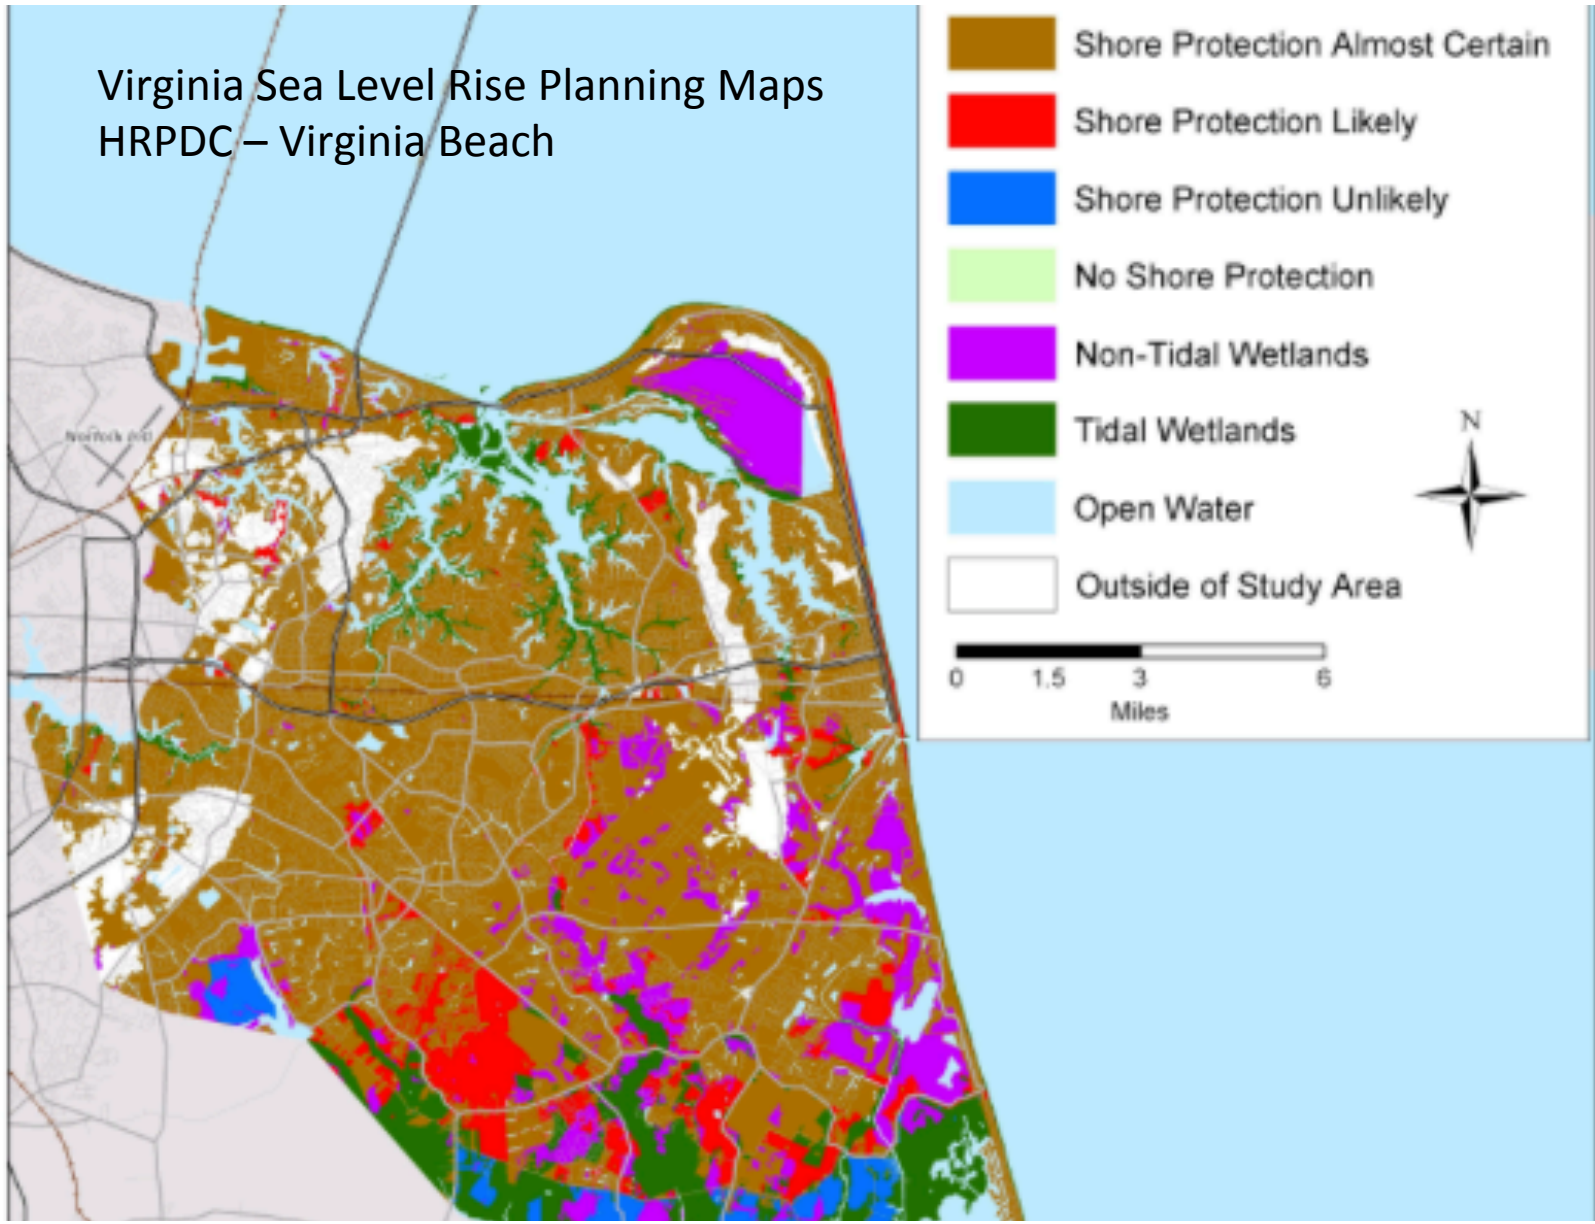 Virginia Sea Level Rise Planning Maps
HRPDC – Virginia Beach
Shore Protection Almost Certain
Shore Protection Likely
Shore Protection Unlikely
No Shore Protection
Non-Tidal Wetlands
Tidal Wetlands
Open Water
Outside of Study Area
N
0 1.5 3 6
Miles
Norfolk